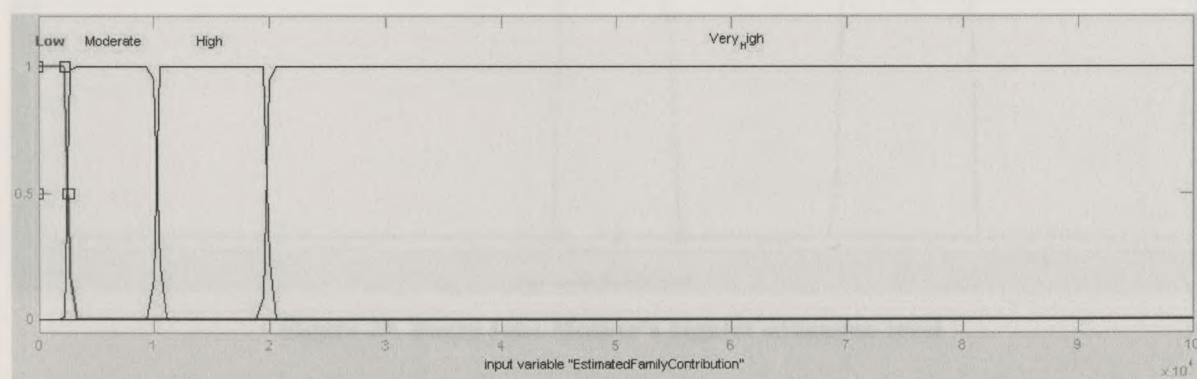 Low Moderate High Very_High
1
0.5
0
0 1 2 3 4 5 6 7 8 9 10
input variable "EstimatedFamilyContribution"
x 10⁴